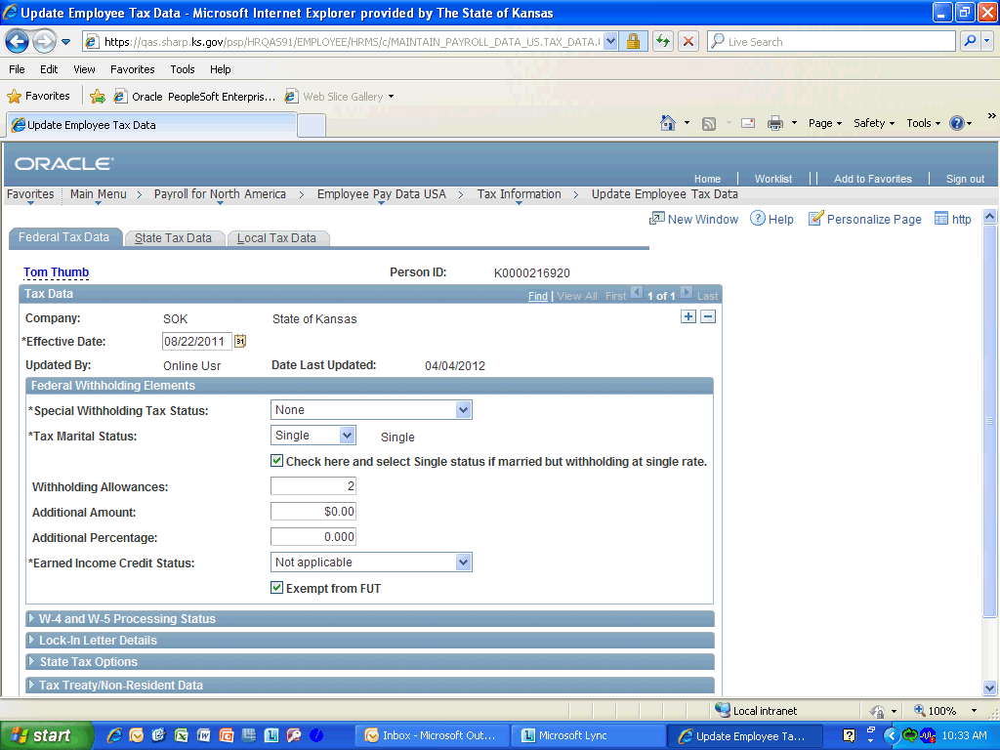 Update Employee Tax Data - Microsoft Internet Explorer provided by The State of Kansas
https://qas.sharp.ks.gov/psp/HRQAS91/EMPLOYEE/HRMS/c/MAINTAIN_PAYROLL_DATA_US.TAX_DATA. Live Search
File Edit View Favorites Tools Help
Favorites Oracle PeopleSoft Enterpris... Web Slice Gallery
Update Employee Tax Data Page Safety Tools »
ORACLE
Home Worklist Add to Favorites Sign out
Favorites Main Menu > Payroll for North America > Employee Pay Data USA > Tax Information > Update Employee Tax Data
New Window Help Personalize Page http
Federal Tax Data State Tax Data Local Tax Data
Tom Thumb Person ID: K0000216920
Tax Data Find | View All First 1 of 1 Last
Company: SOK State of Kansas
*Effective Date: 08/22/2011 31
Updated By: Online Usr Date Last Updated: 04/04/2012
Federal Withholding Elements
*Special Withholding Tax Status: None
*Tax Marital Status: Single Single
Check here and select Single status if married but withholding at single rate.
Withholding Allowances: 2
Additional Amount: $0.00
Additional Percentage: 0.000
*Earned Income Credit Status: Not applicable
Exempt from FUT
W-4 and W-5 Processing Status
Lock-In Letter Details
State Tax Options
Tax Treaty/Non-Resident Data
Local intranet 100%
start Inbox - Microsoft Out... Microsoft Lync Update Employee Ta... 10:33 AM